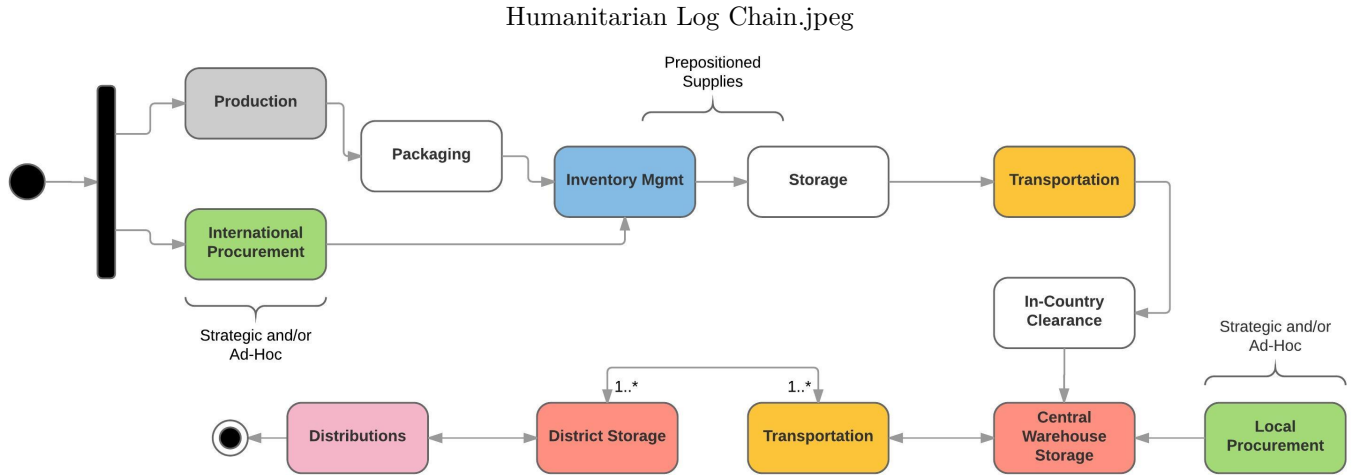 Humanitarian Log Chain.jpeg
Prepositioned
Supplies
Production
Packaging
Inventory Mgmt
Storage
Transportation
International
Procurement
Strategic and/or
Ad-Hoc
In-Country
Clearance
Strategic and/or
Ad-Hoc
1..*
1..*
Distributions
District Storage
Transportation
Central
Warehouse
Storage
Local
Procurement